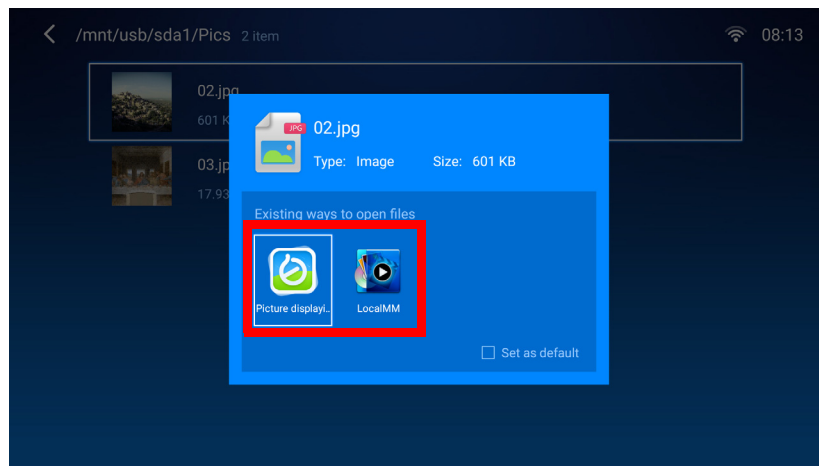 /mnt/usb/sda1/Pics 2 item 08:13
02.jpg
601 K
03.jp
17.93
JPG
02.jpg
Type: Image Size: 601 KB
Existing ways to open files
Picture displayi..
LocalMM
Set as default